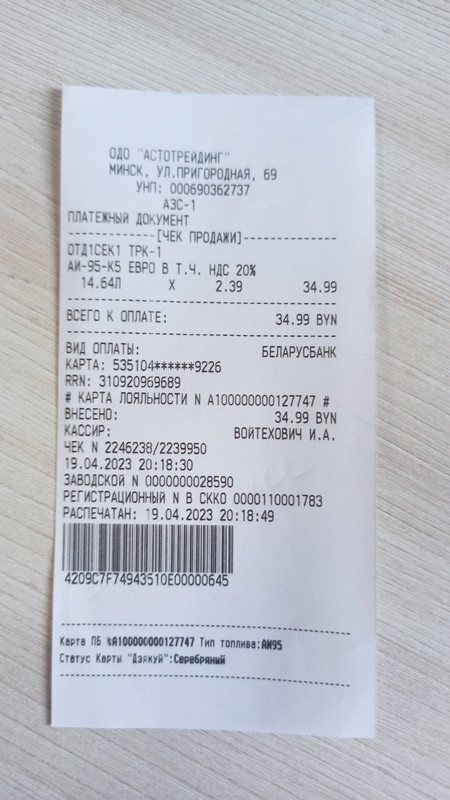 ОДО "АСТОТРЕЙДИНГ"
МИНСК, УЛ.ПРИГОРОДНАЯ, 69
УНП: 000690362737
АЗС-1
ПЛАТЕЖНЫЙ ДОКУМЕНТ
------------[ЧЕК ПРОДАЖИ]-------------
ОТД1СЕК1 ТРК-1
АИ-95-К5 ЕВРО В Т.Ч. НДС 20%
14.64Л Х 2.39 34.99
ВСЕГО К ОПЛАТЕ: 34.99 BYN
ВИД ОПЛАТЫ: БЕЛАРУСБАНК
КАРТА: 535104******9226
RRN: 310920969689
# КАРТА ЛОЯЛЬНОСТИ N A100000000127747 #
ВНЕСЕНО: 34.99 BYN
КАССИР: ВОЙТЕХОВИЧ И.А.
ЧЕК N 2246238/2239950
19.04.2023 20:18:30
ЗАВОДСКОЙ N 0000000028590
РЕГИСТРАЦИОННЫЙ N В СККО 0000110001783
РАСПЕЧАТАН: 19.04.2023 20:18:49
4209C7F74943510E00000645
Карта ПБ №A100000000127747 Тип топлива:АИ95
Статус Карты "Дзякуй":Серебряный